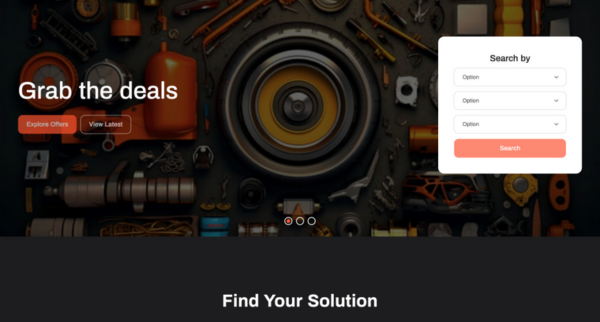 Grab the deals
Explore Offers
View Latest
Search by
Option
Option
Option
Search
Find Your Solution